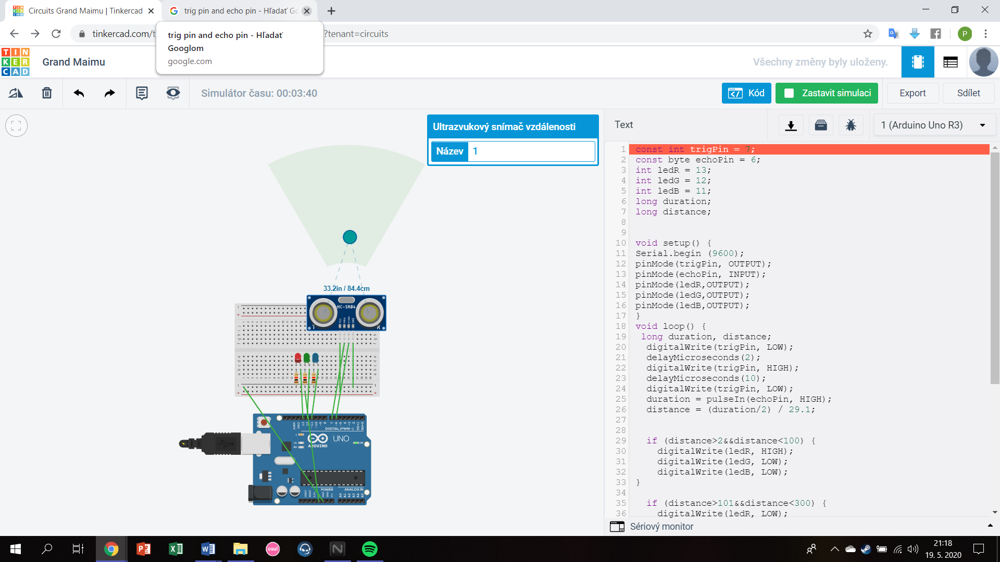 Circuits Grand Maimu | Tinkercad
trig pin and echo pin - Hľadať Go
tinkercad.com/t
?tenant=circuits
trig pin and echo pin - Hľadať
Googlom
google.com
P
TIN
KER
CAD
Grand Maimu
Všechny změny byly uloženy.
Simulátor času: 00:03:40
Kód
Zastavit simulaci
Export
Sdílet
Ultrazvukový snímač vzdálenosti
Název 1
Text
1 (Arduino Uno R3)
1 const int trigPin = 7;
2 const byte echoPin = 6;
3 int ledR = 13;
4 int ledG = 12;
5 int ledB = 11;
6 long duration;
7 long distance;
8
9
10 void setup() {
11 Serial.begin (9600);
12 pinMode(trigPin, OUTPUT);
13 pinMode(echoPin, INPUT);
14 pinMode(ledR,OUTPUT);
15 pinMode(ledG,OUTPUT);
16 pinMode(ledB,OUTPUT);
17 }
18 void loop() {
19 long duration, distance;
20 digitalWrite(trigPin, LOW);
21 delayMicroseconds(2);
22 digitalWrite(trigPin, HIGH);
23 delayMicroseconds(10);
24 digitalWrite(trigPin, LOW);
25 duration = pulseIn(echoPin, HIGH);
26 distance = (duration/2) / 29.1;
27
28
29 if (distance>2&&distance<100) {
30 digitalWrite(ledR, HIGH);
31 digitalWrite(ledG, LOW);
32 digitalWrite(ledB, LOW);
33 }
34
35 if (distance>101&&distance<300) {
36 digitalWrite(ledR, LOW);
Sériový monitor
33.2in / 84.4cm
HC-SR04
T
R
DIGITAL (PWM~)
UNO
ARDUINO
TX
RX
L
ON
POWER
ANALOG IN
osu!
21:18
19. 5. 2020